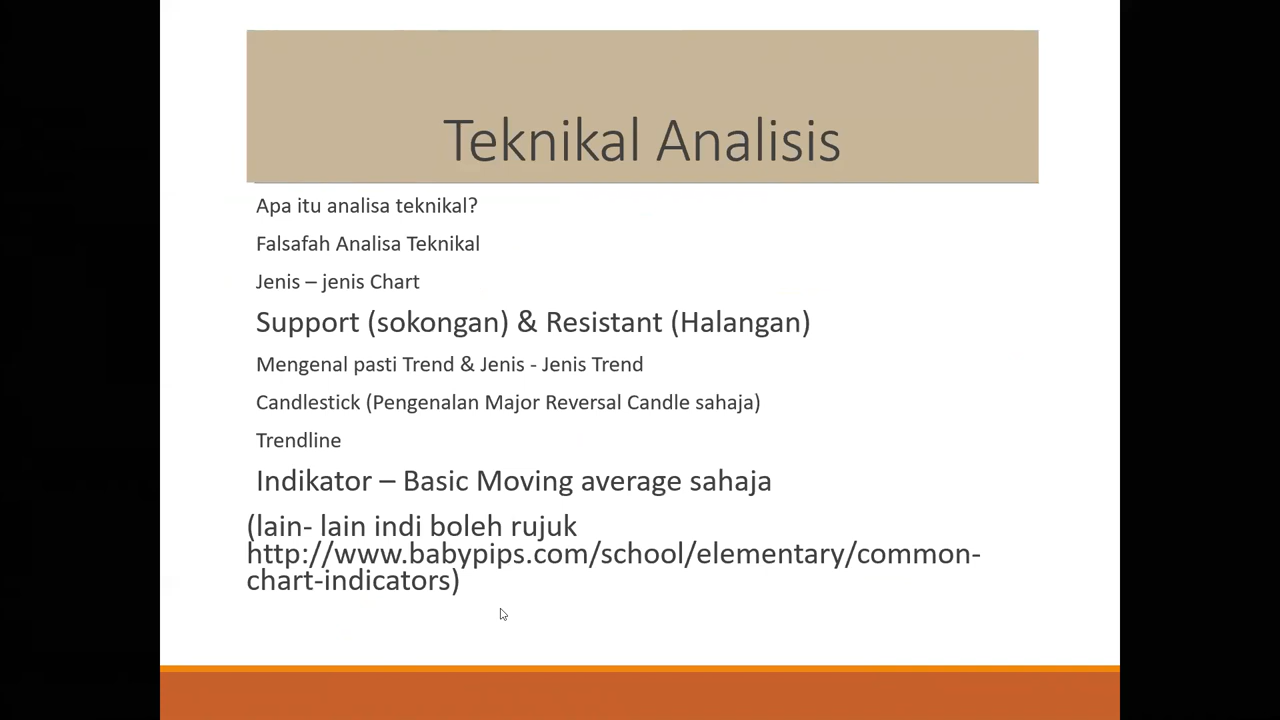 Teknikal Analisis
Apa itu analisa teknikal?
Falsafah Analisa Teknikal
Jenis – jenis Chart
Support (sokongan) & Resistant (Halangan)
Mengenal pasti Trend & Jenis - Jenis Trend
Candlestick (Pengenalan Major Reversal Candle sahaja)
Trendline
Indikator – Basic Moving average sahaja
(lain- lain indi boleh rujuk
http://www.babypips.com/school/elementary/common-
chart-indicators)